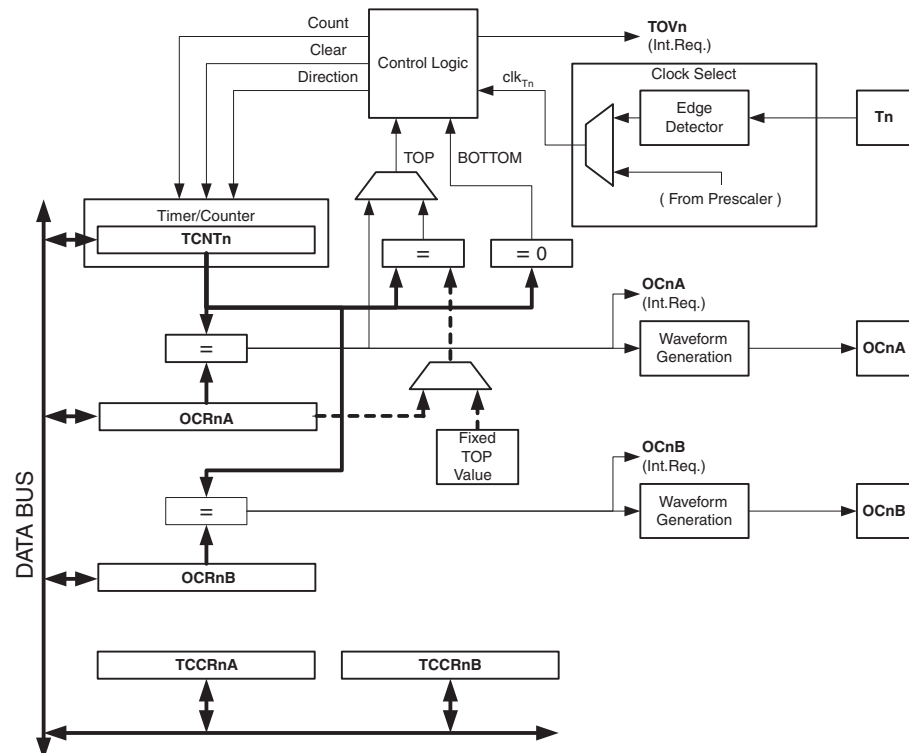 Count
TOVn
(Int.Req.)
Clear
Control Logic
Clock Select
Direction
clkTn
Edge
Detector
Tn
TOP
BOTTOM
( From Prescaler )
Timer/Counter
TCNTn
=
= 0
OCnA
(Int.Req.)
=
Waveform
Generation
OCnA
OCRnA
Fixed
TOP
Value
OCnB
(Int.Req.)
=
Waveform
Generation
OCnB
DATA BUS
OCRnB
TCCRnA
TCCRnB